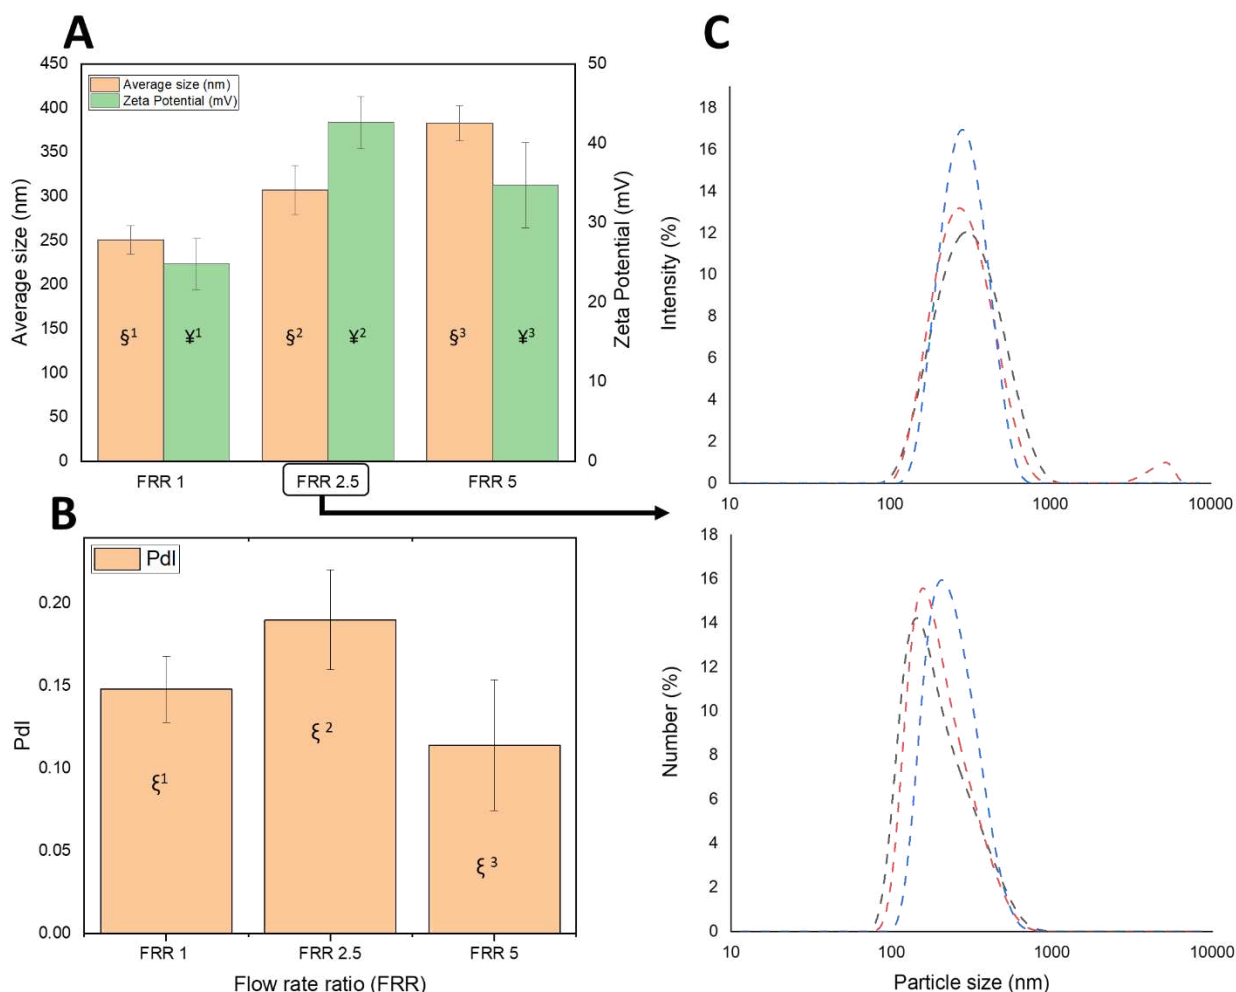 A
450
400
350
300
250
200
150
100
50
0
Average size (nm)
Average size (nm)
Zeta Potential (mV)
§¹
¥¹
§²
¥²
§³
¥³
50
40
30
20
10
0
Zeta Potential (mV)
FRR 1
FRR 2.5
FRR 5
B
PdI
0.20
0.15
0.10
0.05
0.00
PdI
ξ¹
ξ ²
ξ ³
FRR 1
FRR 2.5
FRR 5
Flow rate ratio (FRR)
C
18
16
14
12
10
8
6
4
2
0
Intensity (%)
10
100
1000
10000
18
16
14
12
10
8
6
4
2
0
Number (%)
10
100
1000
10000
Particle size (nm)